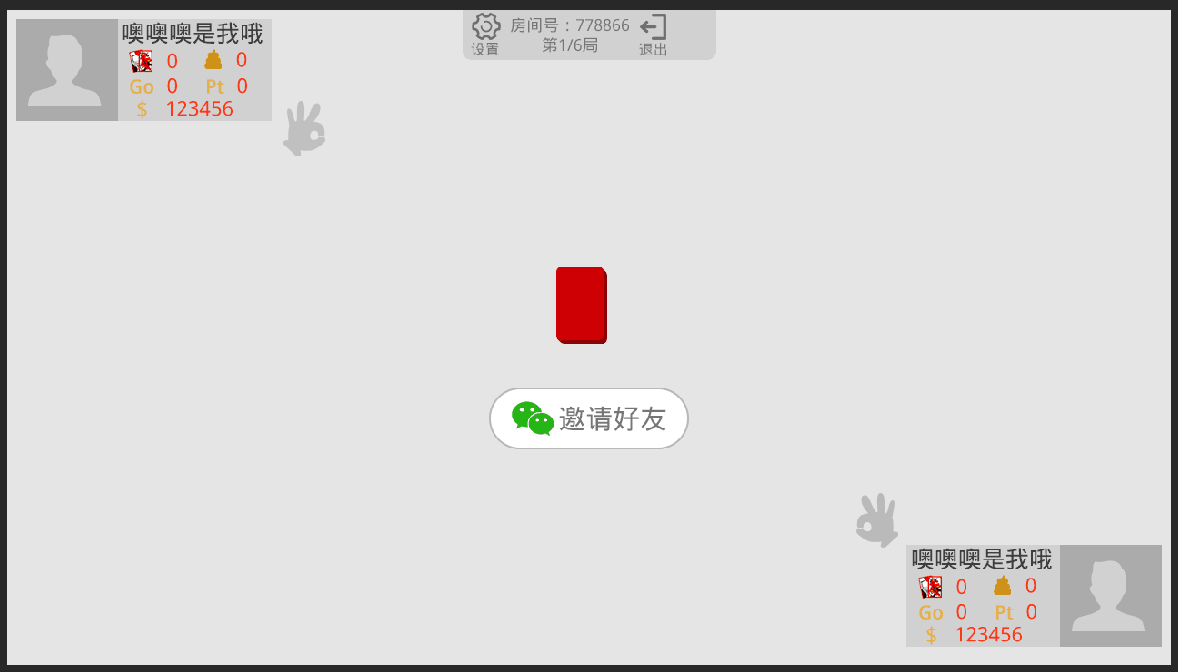 噢噢噢是我哦
0 0
Go 0 Pt 0
$ 123456
设置
房间号：778866
第1/6局
退出
邀请好友
噢噢噢是我哦
0 0
Go 0 Pt 0
$ 123456